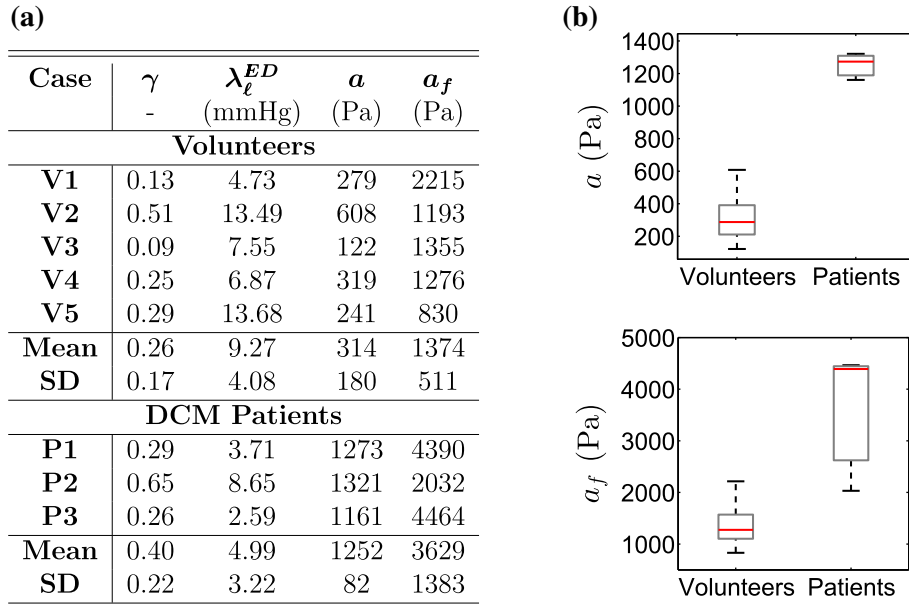 (a)
Case γ λ_ℓ^{ED} a a_f
- (mmHg) (Pa) (Pa)
Volunteers
V1 0.13 4.73 279 2215
V2 0.51 13.49 608 1193
V3 0.09 7.55 122 1355
V4 0.25 6.87 319 1276
V5 0.29 13.68 241 830
Mean 0.26 9.27 314 1374
SD 0.17 4.08 180 511
DCM Patients
P1 0.29 3.71 1273 4390
P2 0.65 8.65 1321 2032
P3 0.26 2.59 1161 4464
Mean 0.40 4.99 1252 3629
SD 0.22 3.22 82 1383
(b)
a (Pa)
1400
1200
1000
800
600
400
200
Volunteers Patients
a_f (Pa)
5000
4000
3000
2000
1000
Volunteers Patients